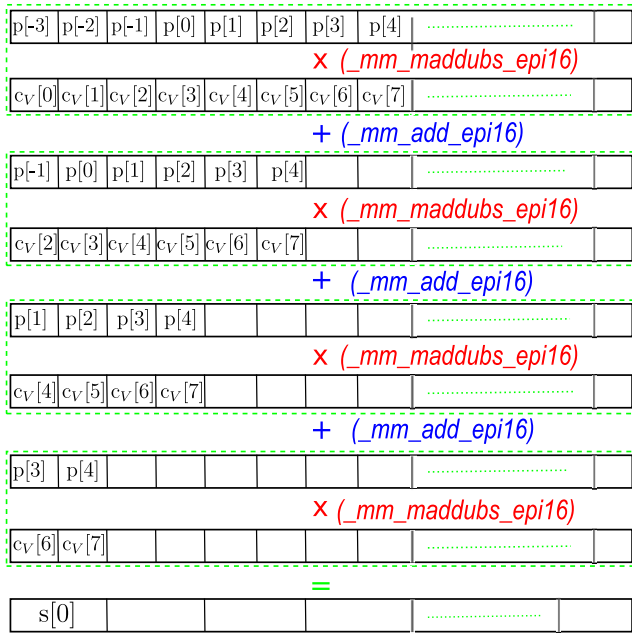 p[-3] p[-2] p[-1] p[0] p[1] p[2] p[3] p[4]
x (_mm_maddubs_epi16)
c_V[0] c_V[1] c_V[2] c_V[3] c_V[4] c_V[5] c_V[6] c_V[7]
+ (_mm_add_epi16)
p[-1] p[0] p[1] p[2] p[3] p[4]
x (_mm_maddubs_epi16)
c_V[2] c_V[3] c_V[4] c_V[5] c_V[6] c_V[7]
+ (_mm_add_epi16)
p[1] p[2] p[3] p[4]
x (_mm_maddubs_epi16)
c_V[4] c_V[5] c_V[6] c_V[7]
+ (_mm_add_epi16)
p[3] p[4]
x (_mm_maddubs_epi16)
c_V[6] c_V[7]
=
s[0]